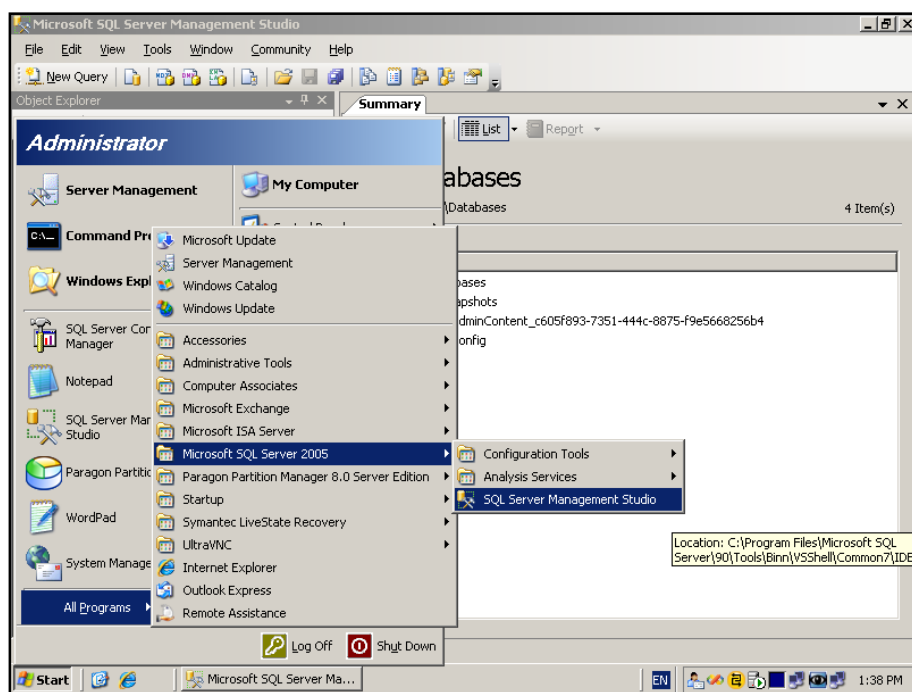 Microsoft SQL Server Management Studio
File Edit View Tools Window Community Help
New Query
Object Explorer
Summary
List Report
Administrator
abases
\Databases
4 Item(s)
Server Management
My Computer
Command Pr
Windows Expl
SQL Server Con
Manager
Notepad
SQL Server Man
Studio
Paragon Partitic
WordPad
System Manage
All Programs
Microsoft Update
Server Management
Windows Catalog
Windows Update
Accessories
Administrative Tools
Computer Associates
Microsoft Exchange
Microsoft ISA Server
Microsoft SQL Server 2005
Paragon Partition Manager 8.0 Server Edition
Startup
Symantec LiveState Recovery
UltraVNC
Internet Explorer
Outlook Express
Remote Assistance
bases
apshots
dminContent_c605f893-7351-444c-8875-f9e5668256b4
onfig
Configuration Tools
Analysis Services
SQL Server Management Studio
Location: C:\Program Files\Microsoft SQL
Server\90\Tools\Binn\VSShell\Common7\IDE
Log Off Shut Down
Start
Microsoft SQL Server Ma...
EN
1:38 PM